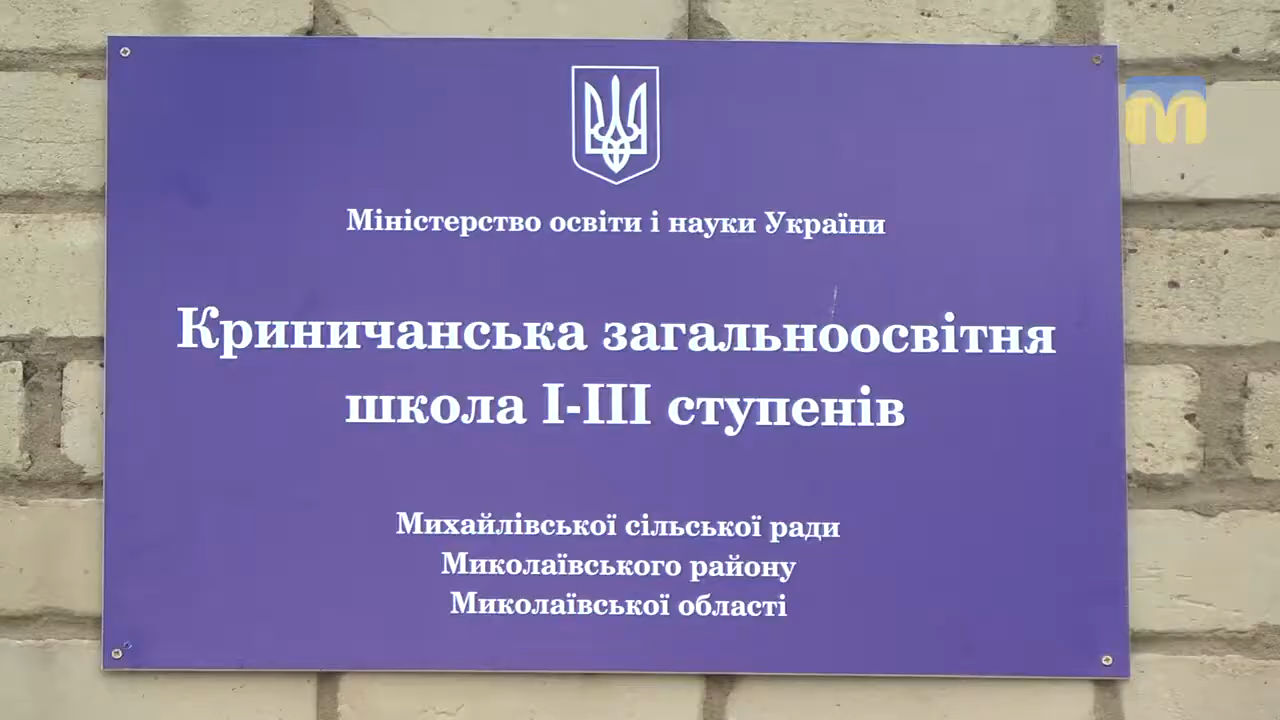 Міністерство освіти і науки України
Криничанська загальноосвітня
школа І-ІІІ ступенів
Михайлівської сільської ради
Миколаївського району
Миколаївської області